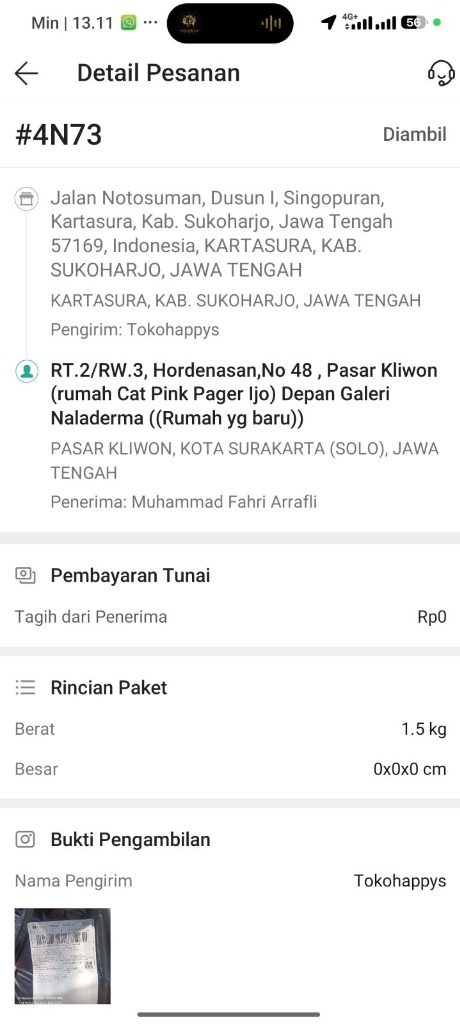 Min | 13.11
4G+
56
Detail Pesanan
#4N73
Diambil
Jalan Notosuman, Dusun I, Singopuran,
Kartasura, Kab. Sukoharjo, Jawa Tengah
57169, Indonesia, KARTASURA, KAB.
SUKOHARJO, JAWA TENGAH
KARTASURA, KAB. SUKOHARJO, JAWA TENGAH
Pengirim: Tokohappys
RT.2/RW.3, Hordenasan,No 48 , Pasar Kliwon
(rumah Cat Pink Pager Ijo) Depan Galeri
Naladerma ((Rumah yg baru))
PASAR KLIWON, KOTA SURAKARTA (SOLO), JAWA
TENGAH
Penerima: Muhammad Fahri Arrafli
Pembayaran Tunai
Tagih dari Penerima
Rp0
Rincian Paket
Berat
1.5 kg
Besar
0x0x0 cm
Bukti Pengambilan
Nama Pengirim
Tokohappys